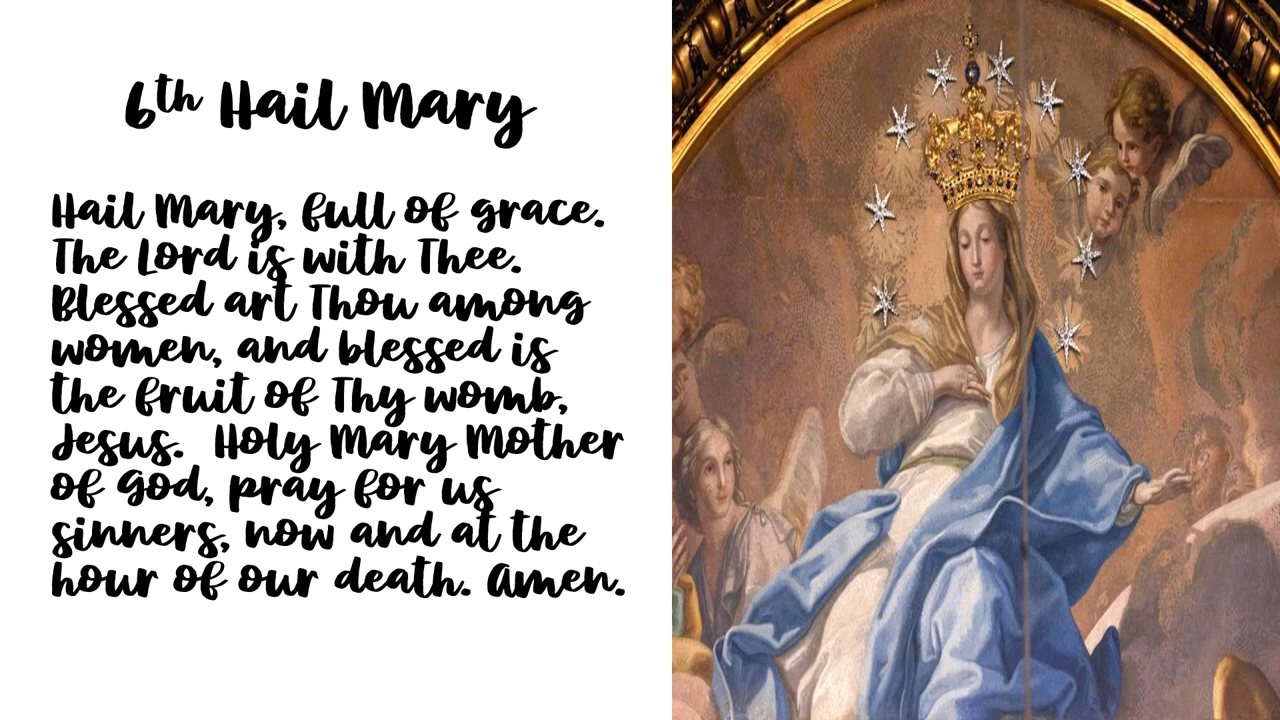 6th Hail Mary
Hail Mary, full of grace.
The Lord is with Thee.
Blessed art Thou among
women, and blessed is
the fruit of Thy womb,
Jesus.  Holy Mary Mother
of God, pray for us
sinners, now and at the
hour of our death. Amen.